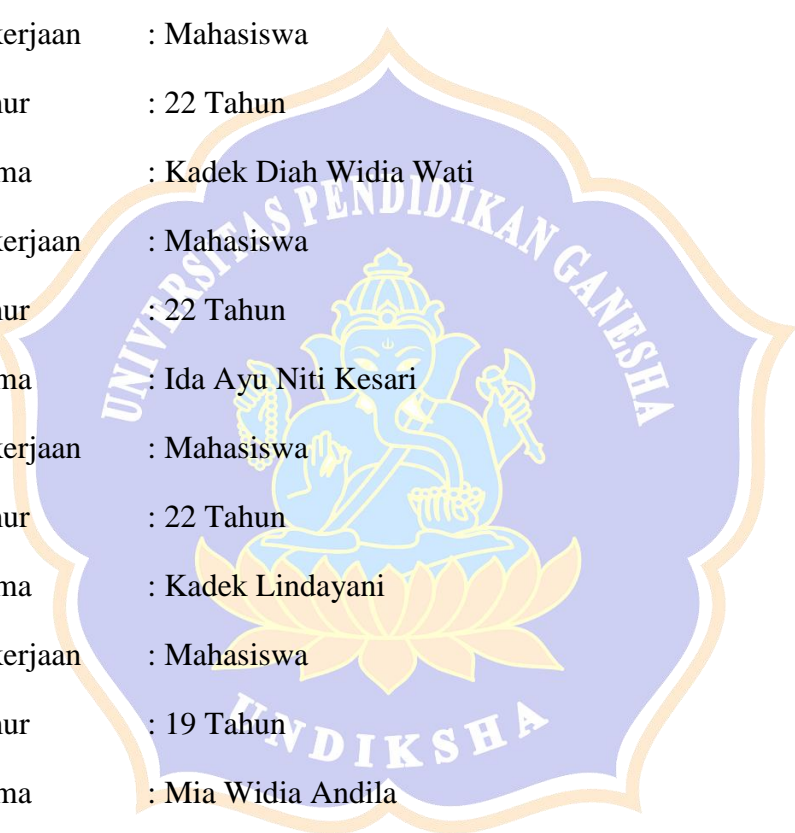 kerjaan : Mahasiswa
ur : 22 Tahun
ma : Kadek Diah Widia Wati
UNIVERSITAS PENDIDIKAN GANESHA
kerjaan : Mahasiswa
ur : 22 Tahun
ma : Ida Ayu Niti Kesari
kerjaan : Mahasiswa
ur : 22 Tahun
ma : Kadek Lindayani
kerjaan : Mahasiswa
ur : 19 Tahun
UNDIKSHA
ma : Mia Widia Andila